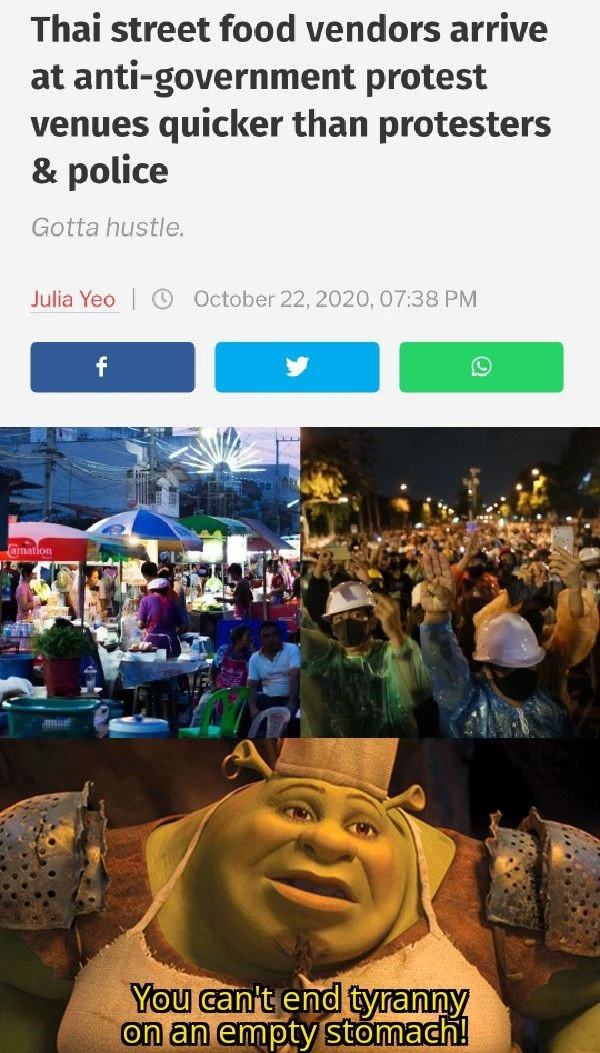 Thai street food vendors arrive
at anti-government protest
venues quicker than protesters
& police
Gotta hustle.
Julia Yeo | October 22, 2020, 07:38 PM
amation
You can't end tyranny
on an empty stomach!